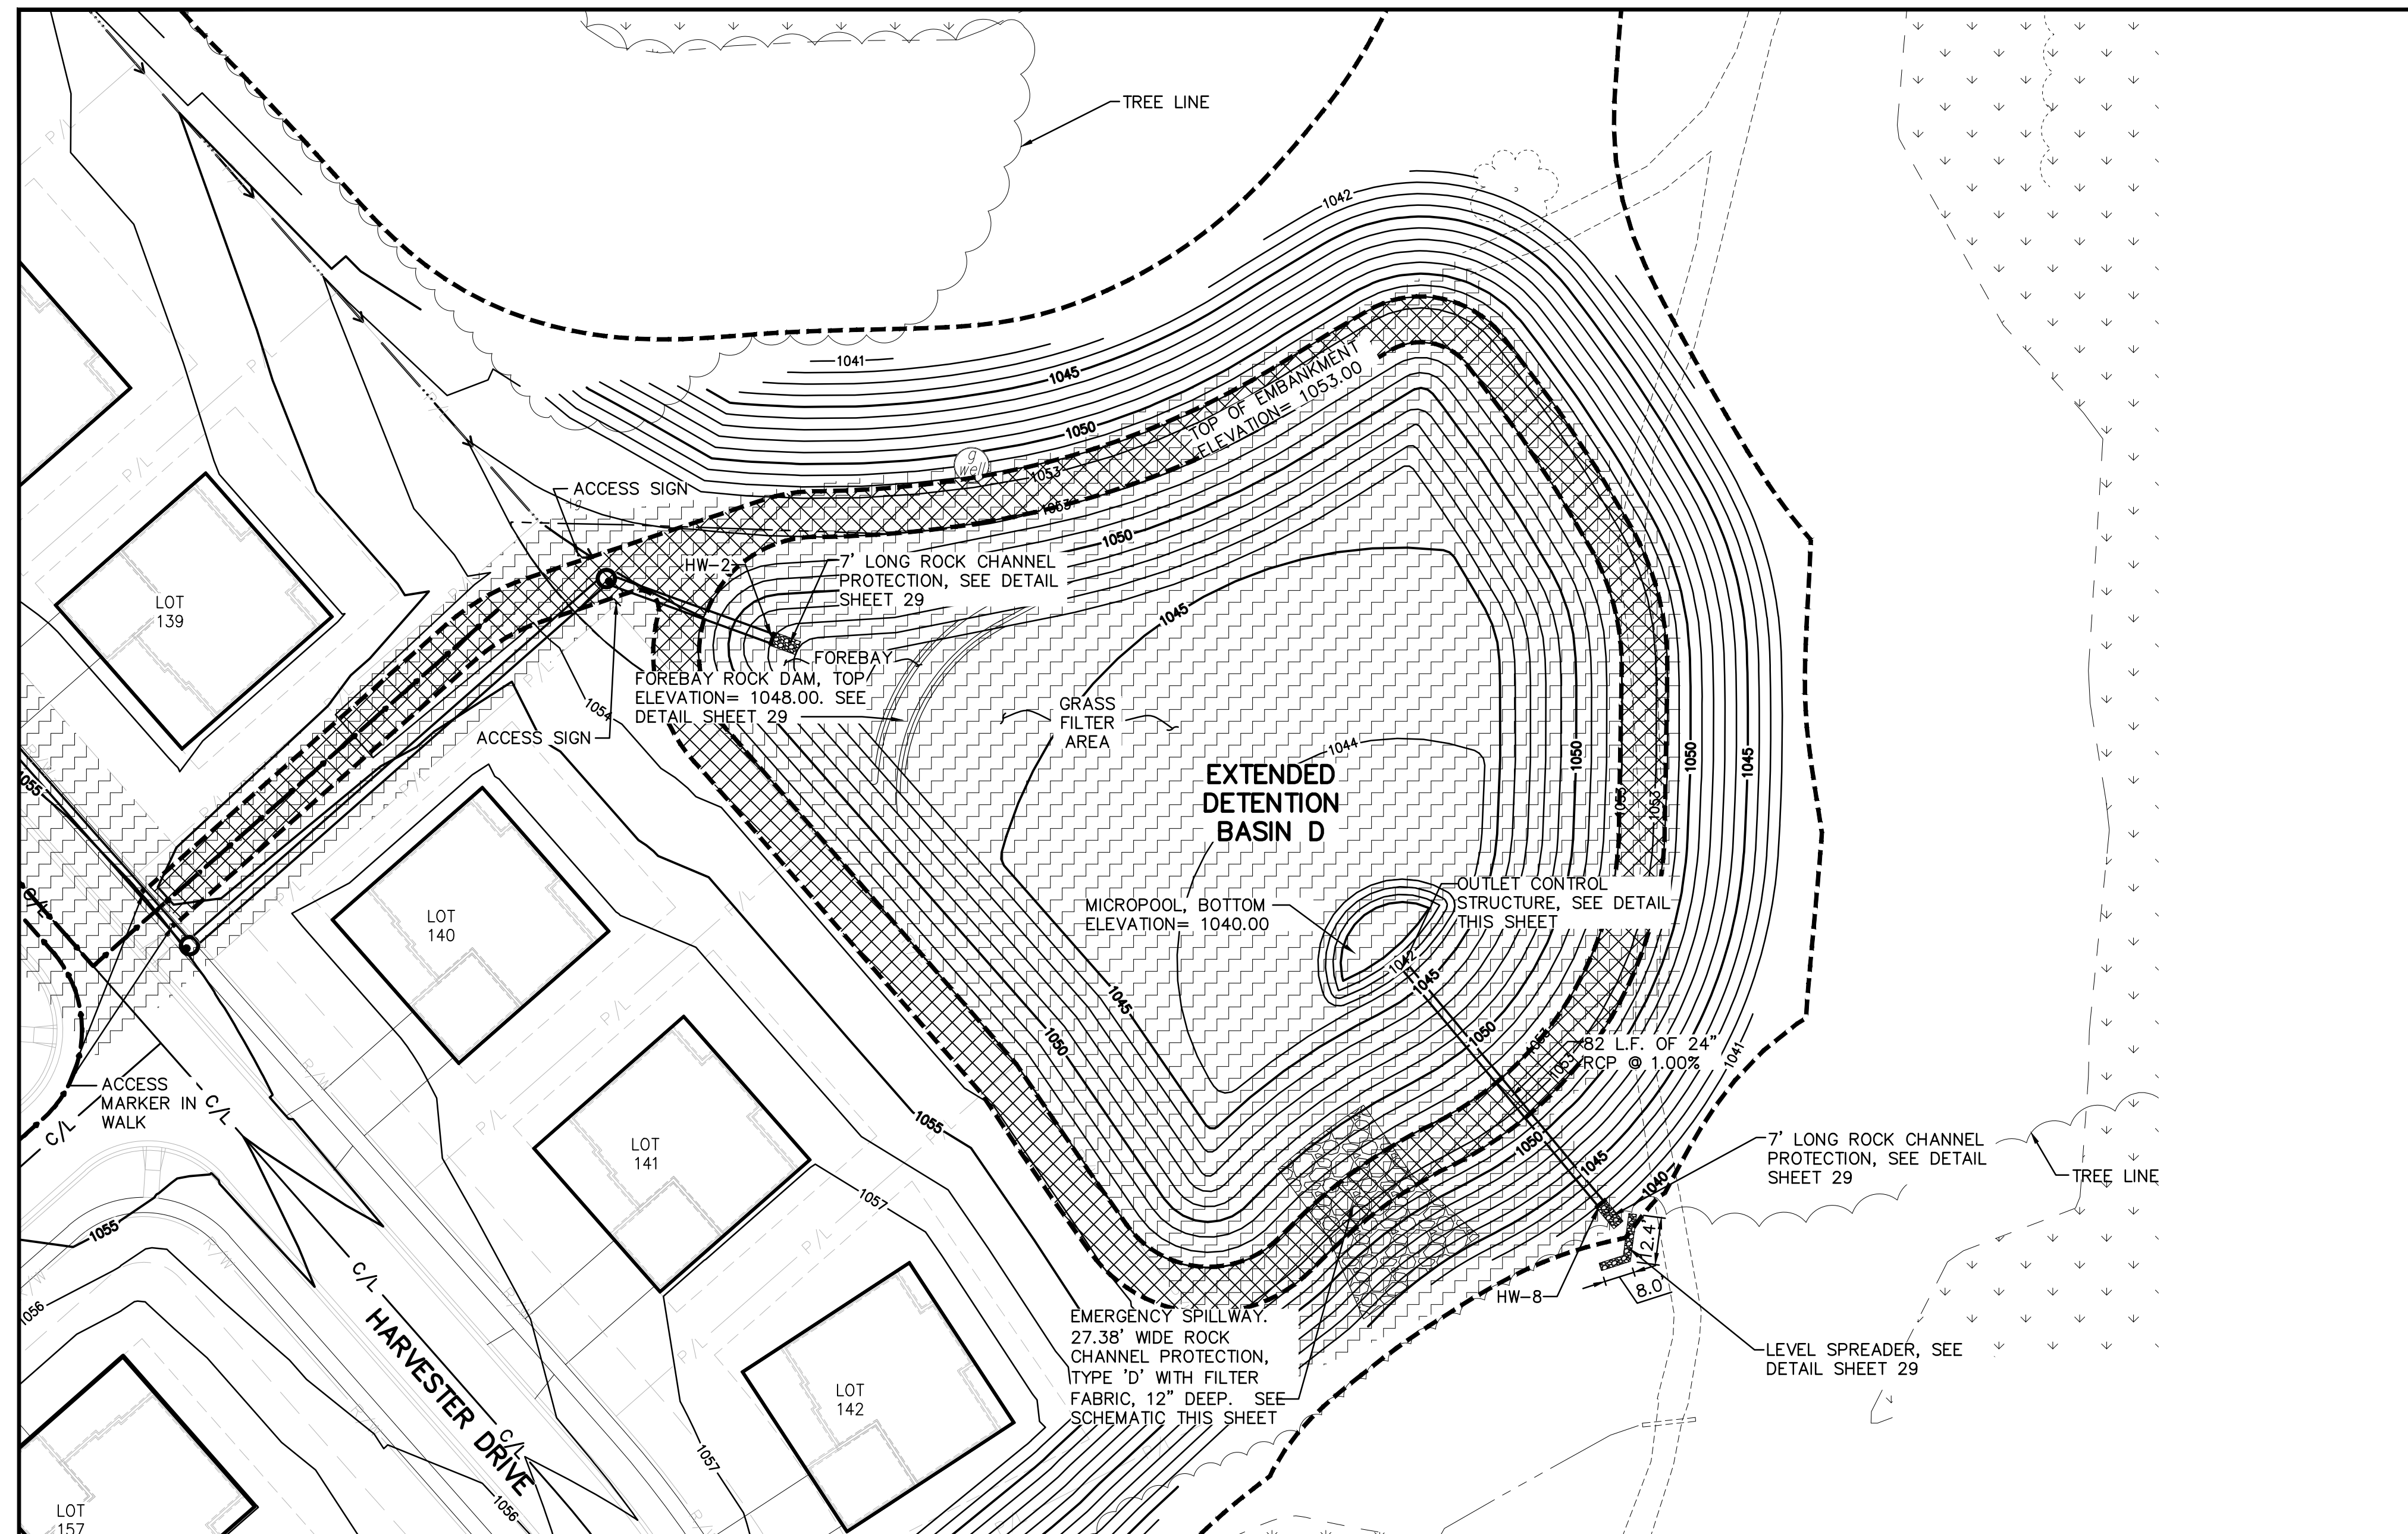 TREE LINE
1042
1041
1045
TOP OF EMBANKMENT
ELEVATION= 1053.00
1050
g
well
1053
1053
ACCESS SIGN
1050
HW-2
7' LONG ROCK CHANNEL
PROTECTION, SEE DETAIL
SHEET 29
LOT
139
1045
FOREBAY
FOREBAY ROCK DAM, TOP
ELEVATION= 1048.00. SEE
DETAIL SHEET 29
1054
ACCESS SIGN
GRASS
FILTER
AREA
1044
EXTENDED
DETENTION
BASIN D
1050
1050
1045
1053
1053
1055
C/L
MICROPOOL, BOTTOM
ELEVATION= 1040.00
OUTLET CONTROL
STRUCTURE, SEE DETAIL
THIS SHEET
LOT
140
1042
1045
1045
1050
1050
1053
1053
82 L.F. OF 24"
RCP @ 1.00%
1041
ACCESS
MARKER IN
WALK
C/L
C/L
1055
LOT
141
1057
1050
1045
1040
7' LONG ROCK CHANNEL
PROTECTION, SEE DETAIL
SHEET 29
TREE LINE
1055
1056
C/L
HARVESTER DRIVE
C/L
12.4'
8.0'
HW-8
EMERGENCY SPILLWAY.
27.38' WIDE ROCK
CHANNEL PROTECTION,
TYPE 'D' WITH FILTER
FABRIC, 12" DEEP. SEE
SCHEMATIC THIS SHEET
LEVEL SPREADER, SEE
DETAIL SHEET 29
LOT
142
1057
1056
LOT
157
P/L
P/L
P/L
P/L
P/L
P/L
P/L
P/L
P/L
P/L
P/L
R/W
R/W
R/W
R/W